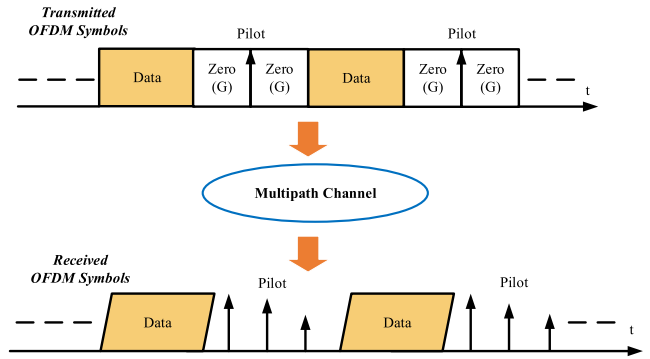 Transmitted
OFDM Symbols
Pilot
Pilot
Data
Zero
(G)
Zero
(G)
Data
Zero
(G)
Zero
(G)
t
Multipath Channel
Received
OFDM Symbols
Pilot
Pilot
Data
Data
t